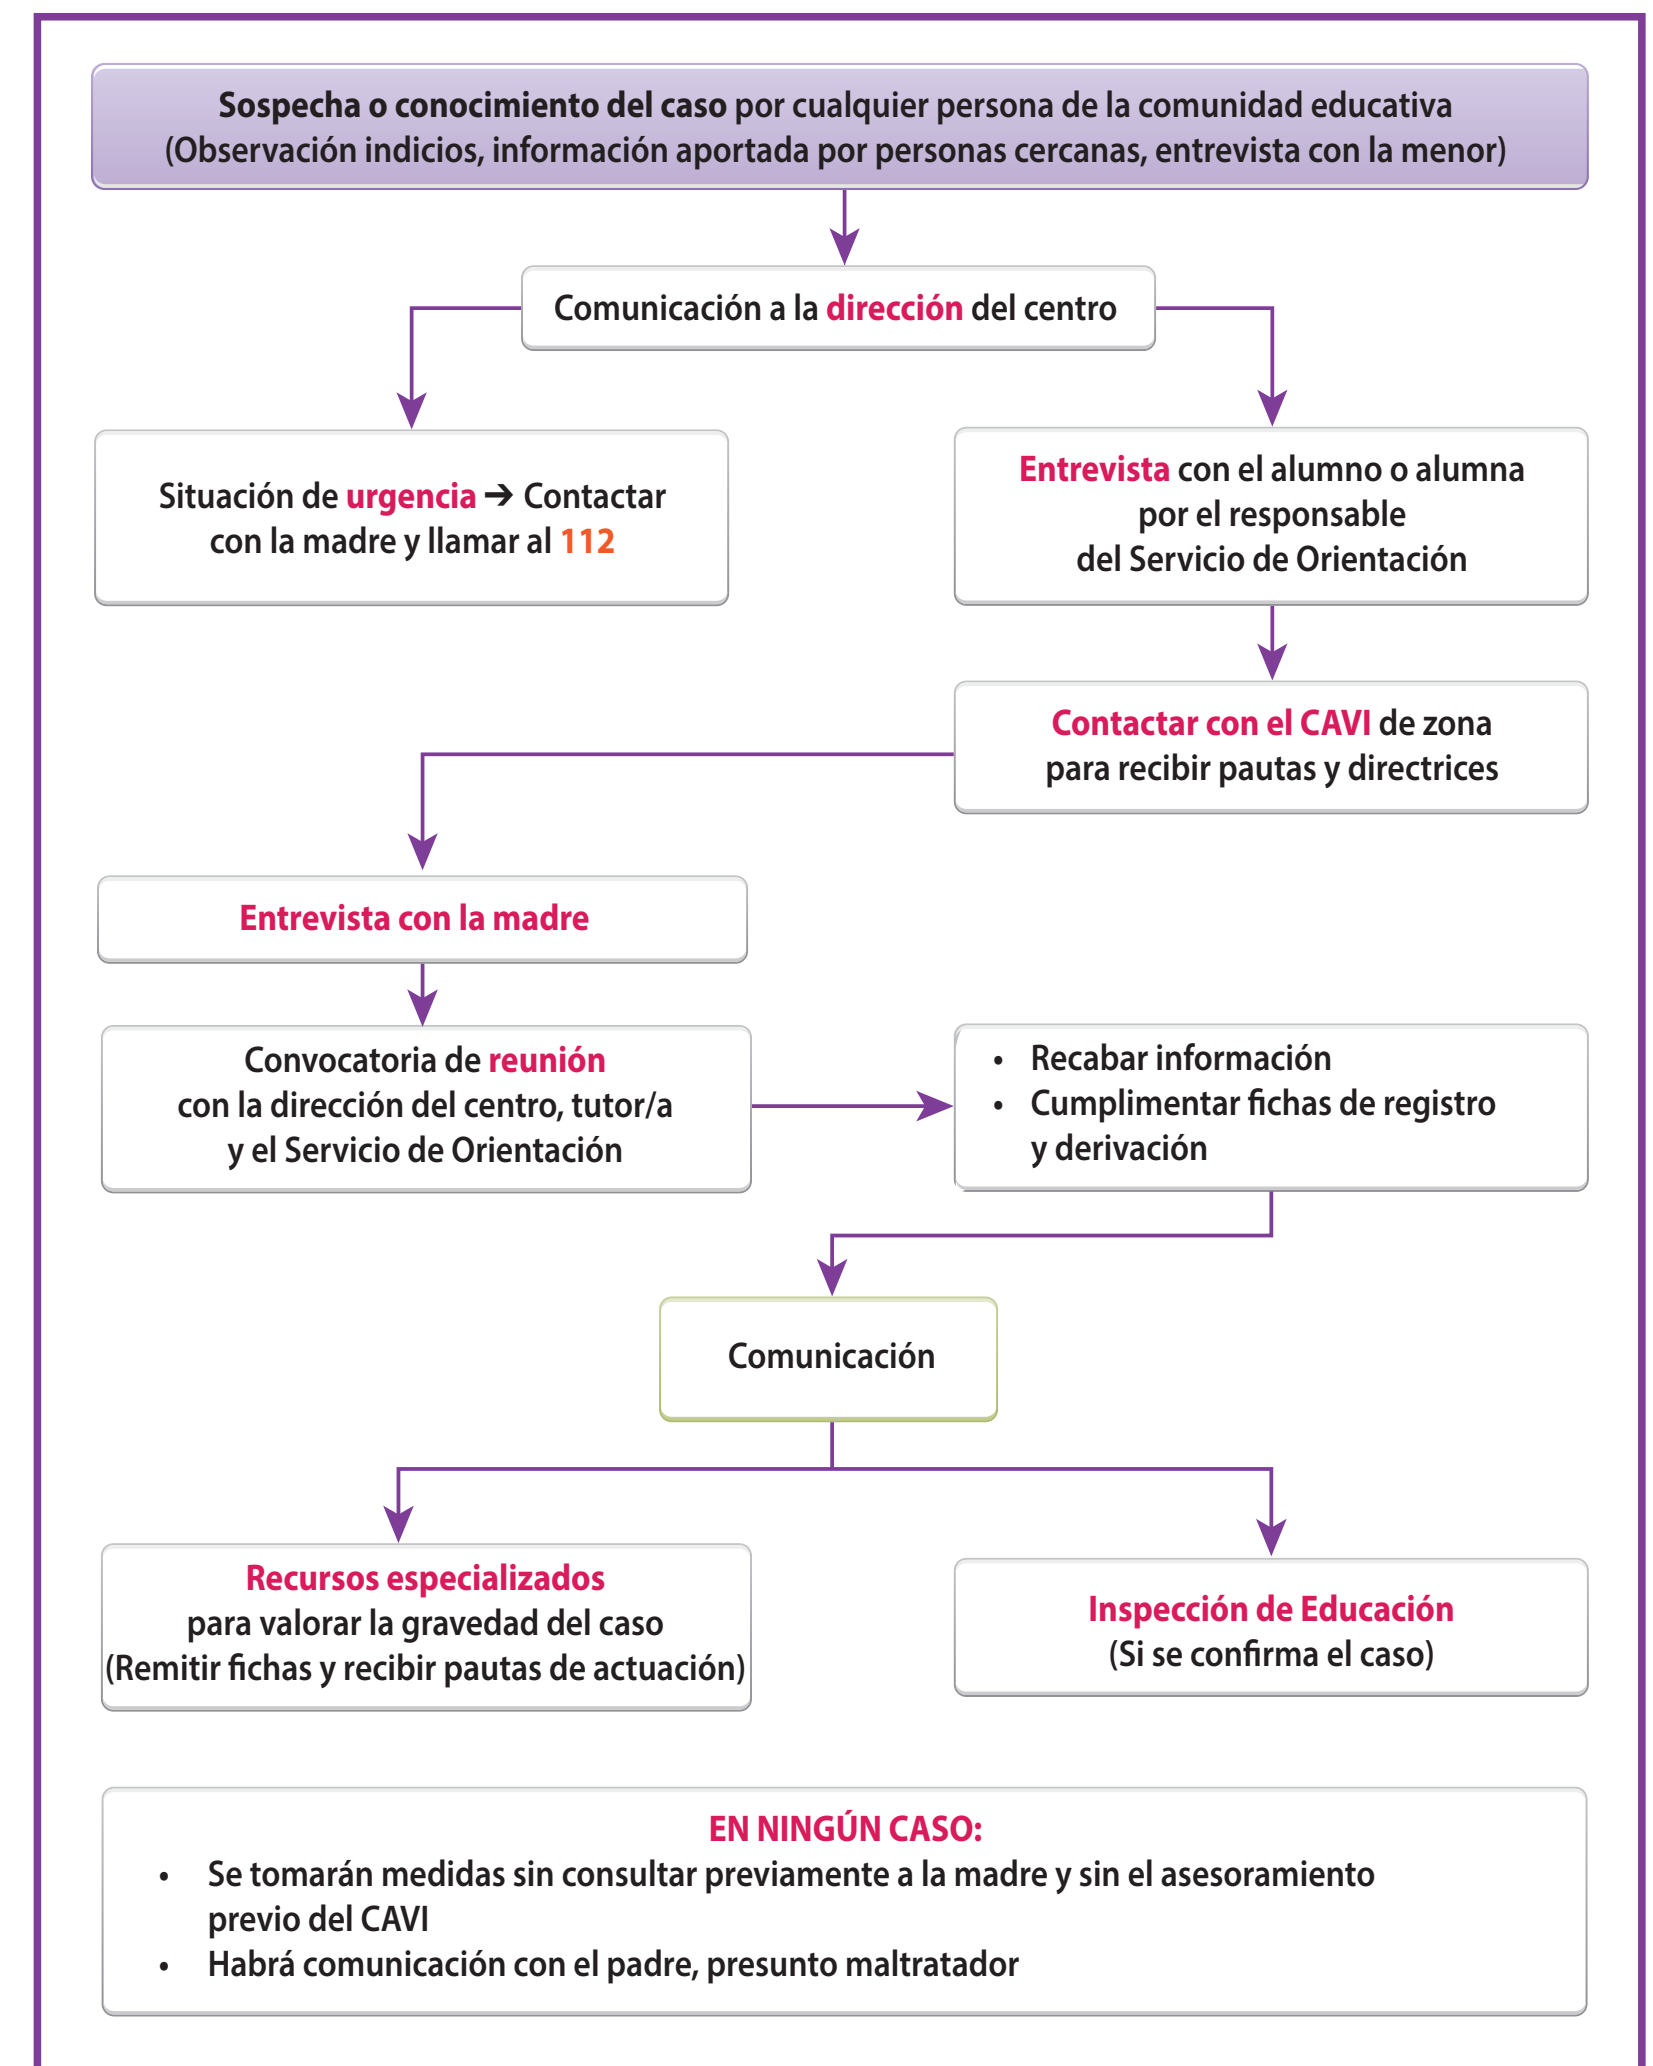 Sospecha o conocimiento del caso por cualquier persona de la comunidad educativa
(Observación indicios, información aportada por personas cercanas, entrevista con la menor)
Comunicación a la dirección del centro
Situación de urgencia ➔ Contactar
con la madre y llamar al 112
Entrevista con el alumno o alumna
por el responsable
del Servicio de Orientación
Contactar con el CAVI de zona
para recibir pautas y directrices
Entrevista con la madre
Convocatoria de reunión
con la dirección del centro, tutor/a
y el Servicio de Orientación
• Recabar información
• Cumplimentar fichas de registro
y derivación
Comunicación
Recursos especializados
para valorar la gravedad del caso
(Remitir fichas y recibir pautas de actuación)
Inspección de Educación
(Si se confirma el caso)
EN NINGÚN CASO:
• Se tomarán medidas sin consultar previamente a la madre y sin el asesoramiento
previo del CAVI
• Habrá comunicación con el padre, presunto maltratador